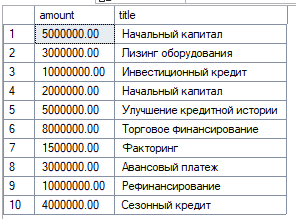 amount title
1 5000000.00 Начальный капитал
2 3000000.00 Лизинг оборудования
3 10000000.00 Инвестиционный кредит
4 2000000.00 Начальный капитал
5 5000000.00 Улучшение кредитной истории
6 8000000.00 Торговое финансирование
7 1500000.00 Факторинг
8 3000000.00 Авансовый платеж
9 10000000.00 Рефинансирование
10 4000000.00 Сезонный кредит